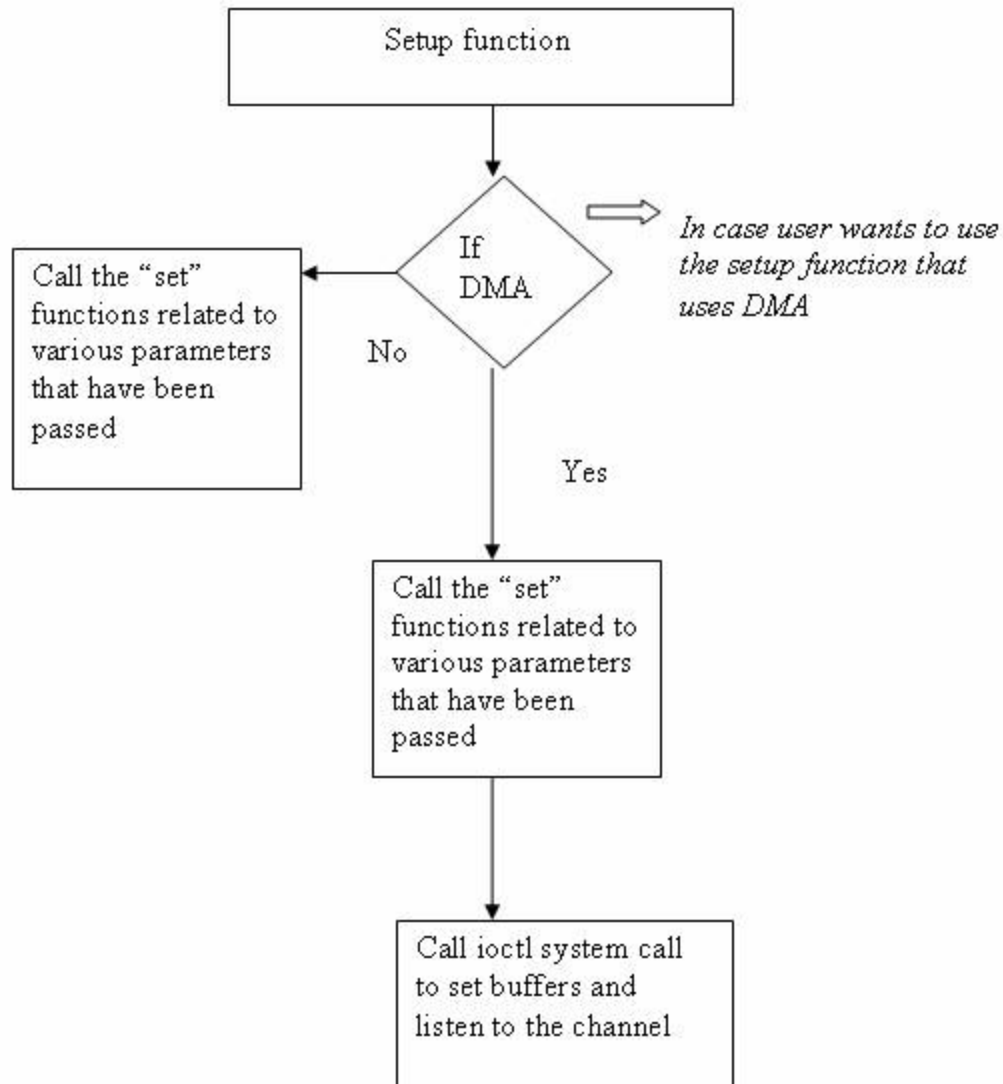 Setup function
If
DMA
In case user wants to use
the setup function that
uses DMA
Call the “set”
functions related to
various parameters
that have been
passed
No
Yes
Call the “set”
functions related to
various parameters
that have been
passed
Call ioctl system call
to set buffers and
listen to the channel